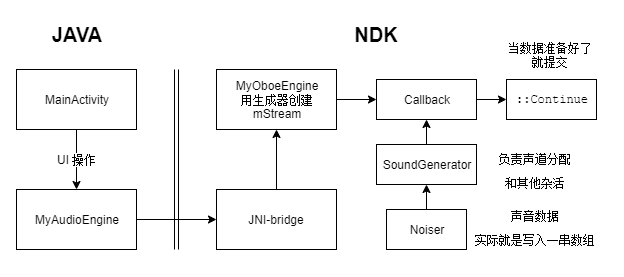 JAVA
NDK
MainActivity
UI 操作
MyAudioEngine
JNI-bridge
MyOboeEngine
用生成器创建
mStream
Callback
当数据准备好了
就提交
::Continue
SoundGenerator
负责声道分配
和其他杂活
Noiser
声音数据
实际就是写入一串数组